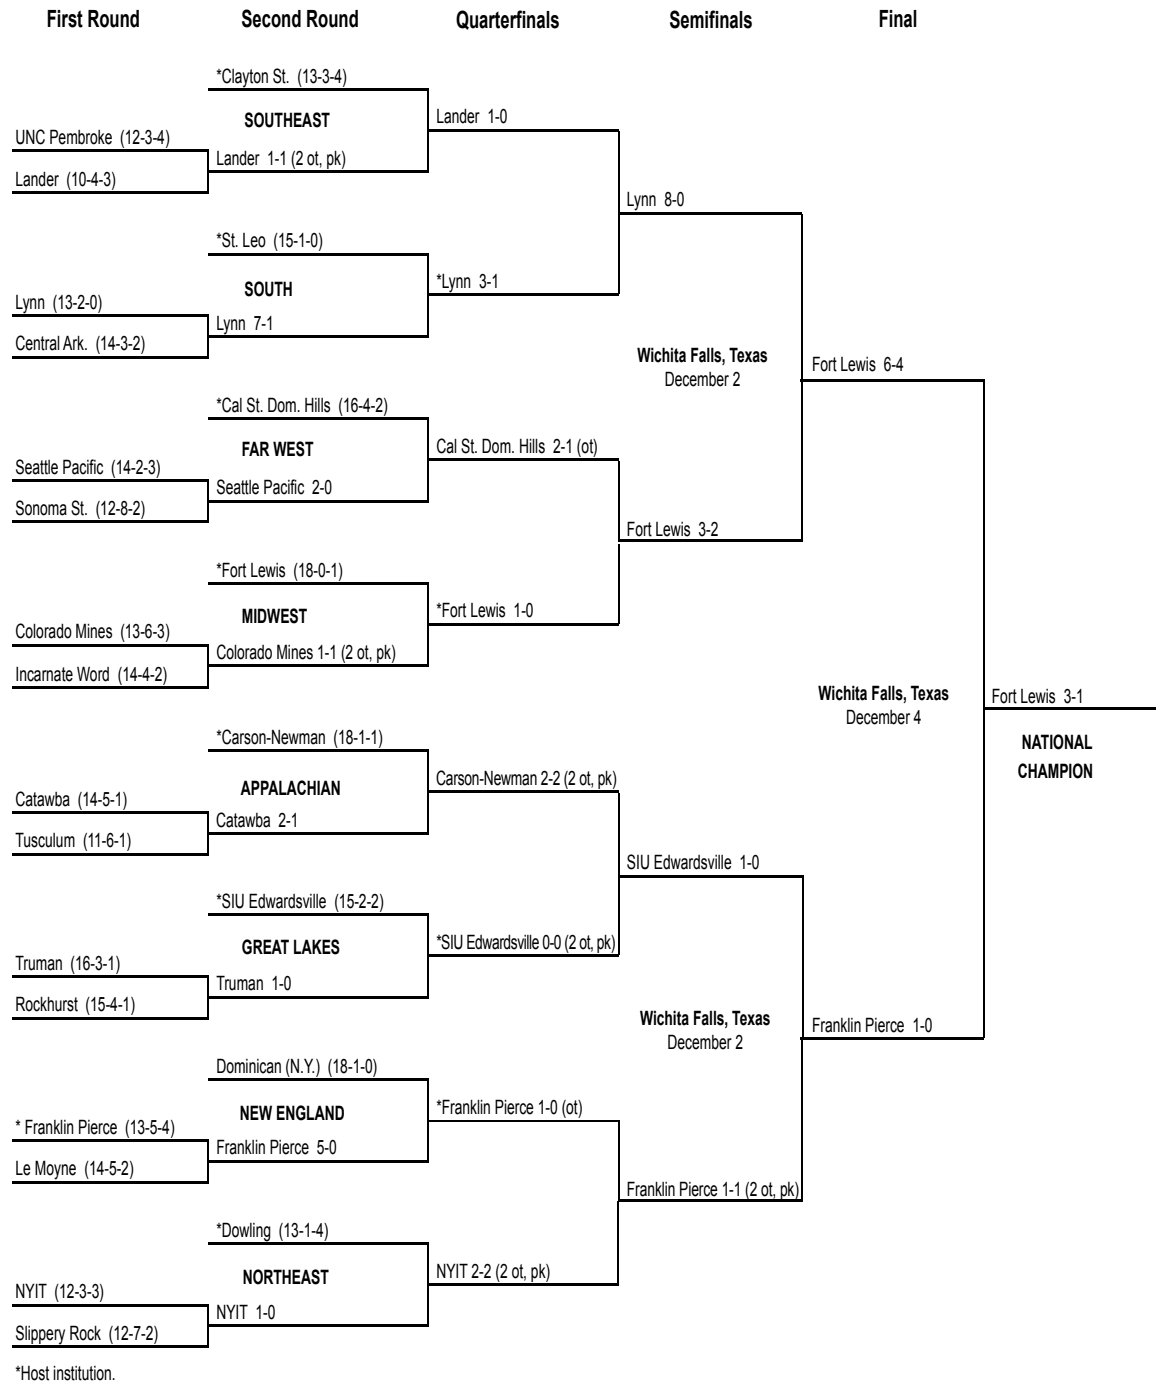 First Round
Second Round
Quarterfinals
Semifinals
Final
*Clayton St. (13-3-4)
SOUTHEAST
Lander 1-0
UNC Pembroke (12-3-4)
Lander 1-1 (2 ot, pk)
Lander (10-4-3)
Lynn 8-0
*St. Leo (15-1-0)
SOUTH
*Lynn 3-1
Lynn (13-2-0)
Lynn 7-1
Central Ark. (14-3-2)
Wichita Falls, Texas
December 2
Fort Lewis 6-4
*Cal St. Dom. Hills (16-4-2)
FAR WEST
Cal St. Dom. Hills 2-1 (ot)
Seattle Pacific (14-2-3)
Seattle Pacific 2-0
Sonoma St. (12-8-2)
Fort Lewis 3-2
*Fort Lewis (18-0-1)
MIDWEST
*Fort Lewis 1-0
Colorado Mines (13-6-3)
Colorado Mines 1-1 (2 ot, pk)
Incarnate Word (14-4-2)
Wichita Falls, Texas
December 4
Fort Lewis 3-1
NATIONAL
CHAMPION
*Carson-Newman (18-1-1)
APPALACHIAN
Carson-Newman 2-2 (2 ot, pk)
Catawba (14-5-1)
Catawba 2-1
Tusculum (11-6-1)
SIU Edwardsville 1-0
*SIU Edwardsville (15-2-2)
GREAT LAKES
*SIU Edwardsville 0-0 (2 ot, pk)
Truman (16-3-1)
Truman 1-0
Rockhurst (15-4-1)
Wichita Falls, Texas
December 2
Franklin Pierce 1-0
Dominican (N.Y.) (18-1-0)
NEW ENGLAND
*Franklin Pierce 1-0 (ot)
* Franklin Pierce (13-5-4)
Franklin Pierce 5-0
Le Moyne (14-5-2)
Franklin Pierce 1-1 (2 ot, pk)
*Dowling (13-1-4)
NORTHEAST
NYIT 2-2 (2 ot, pk)
NYIT (12-3-3)
NYIT 1-0
Slippery Rock (12-7-2)
*Host institution.